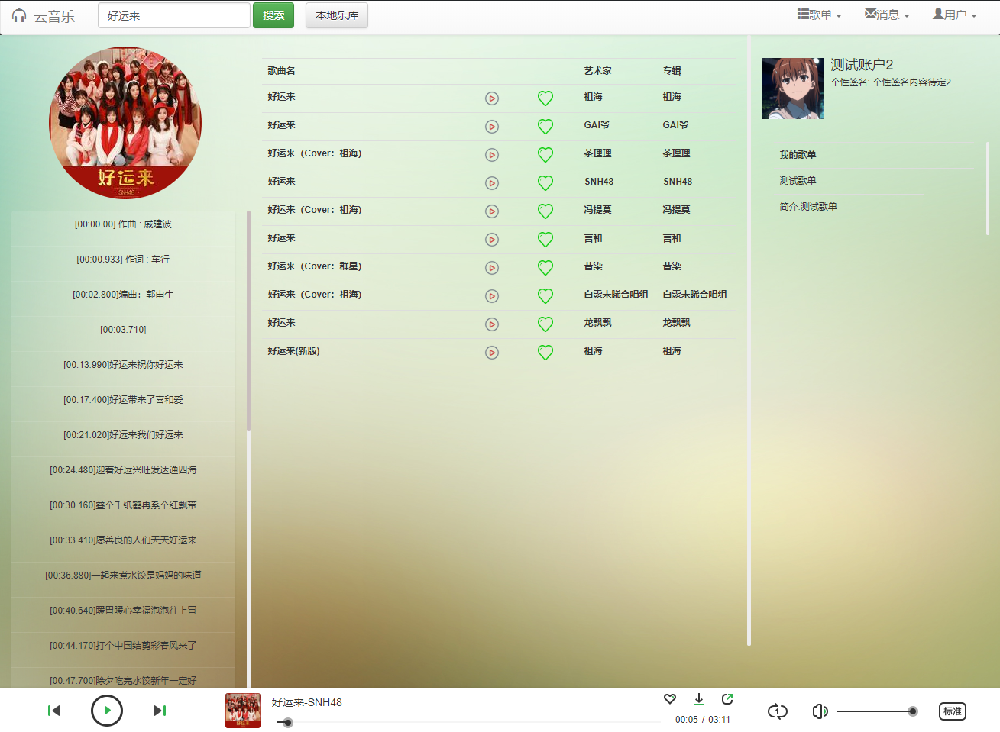 云音乐 好运来 搜索 本地乐库 歌单 消息 用户
好运来
SNH48
[00:00.00] 作曲 : 戚建波
[00:00.933] 作词 : 车行
[00:02.800]编曲：郭申生
[00:03.710]
[00:13.990]好运来祝你好运来
[00:17.400]好运带来了喜和爱
[00:21.020]好运来我们好运来
[00:24.480]迎着好运兴旺发达通四海
[00:30.160]叠个千纸鹤再系个红飘带
[00:33.410]愿善良的人们天天好运来
[00:36.880]一起来煮水饺是妈妈的味道
[00:40.640]暖胃暖心幸福泡泡往上冒
[00:44.170]打个中国结剪彩春风来了
[00:47.700]除夕吃完水饺新年一定好
歌曲名 艺术家 专辑
好运来 祖海 祖海
好运来 GAI爷 GAI爷
好运来（Cover：祖海） 茶理理 茶理理
好运来 SNH48 SNH48
好运来（Cover：祖海） 冯提莫 冯提莫
好运来 言和 言和
好运来（Cover：群星） 昔染 昔染
好运来（Cover：祖海） 白露未晞合唱组 白露未晞合唱组
好运来 龙飘飘 龙飘飘
好运来(新版) 祖海 祖海
测试账户2
个性签名: 个性签名内容待定2
我的歌单
测试歌单
简介:测试歌单
好运来-SNH48
00:05 / 03:11
1
标准